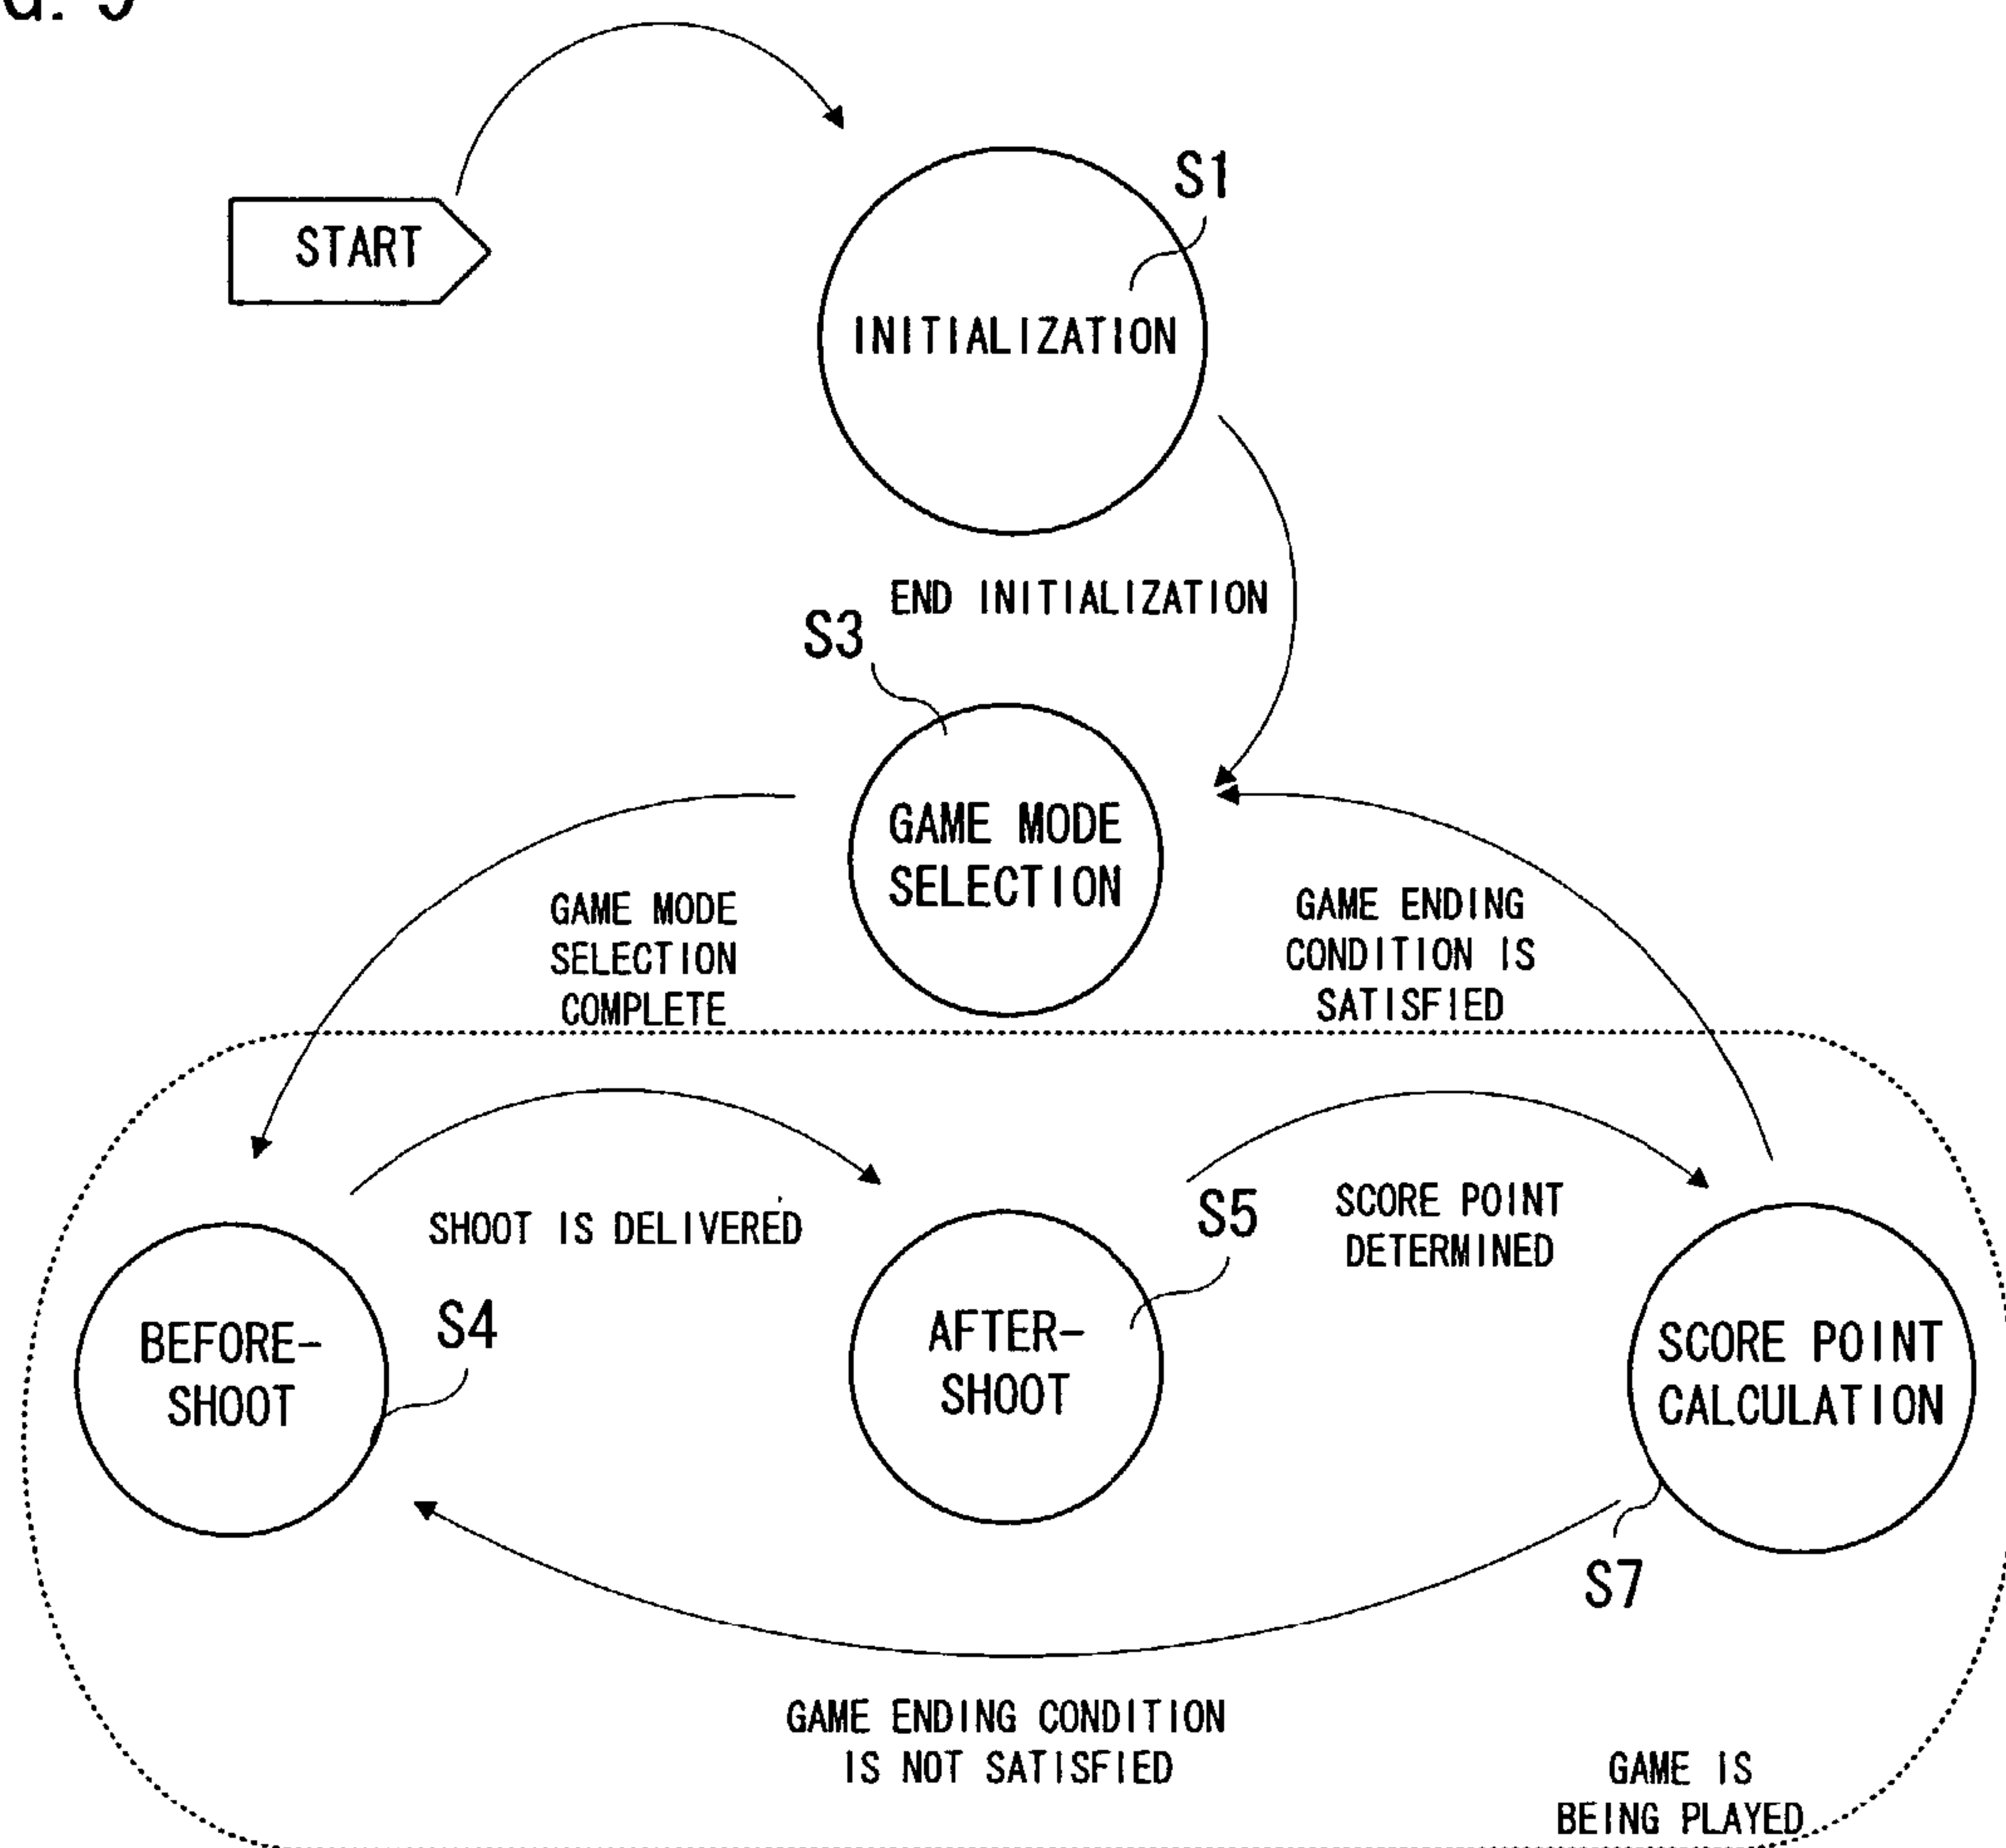 S1
START
INITIALIZATION
END INITIALIZATION
S3
GAME MODE
SELECTION
GAME MODE
SELECTION
COMPLETE
GAME ENDING
CONDITION IS
SATISFIED
SHOOT IS DELIVERED
S5
SCORE POINT
DETERMINED
BEFORE-
SHOOT
S4
AFTER-
SHOOT
SCORE POINT
CALCULATION
S7
GAME ENDING CONDITION
IS NOT SATISFIED
GAME IS
BEING PLAYED